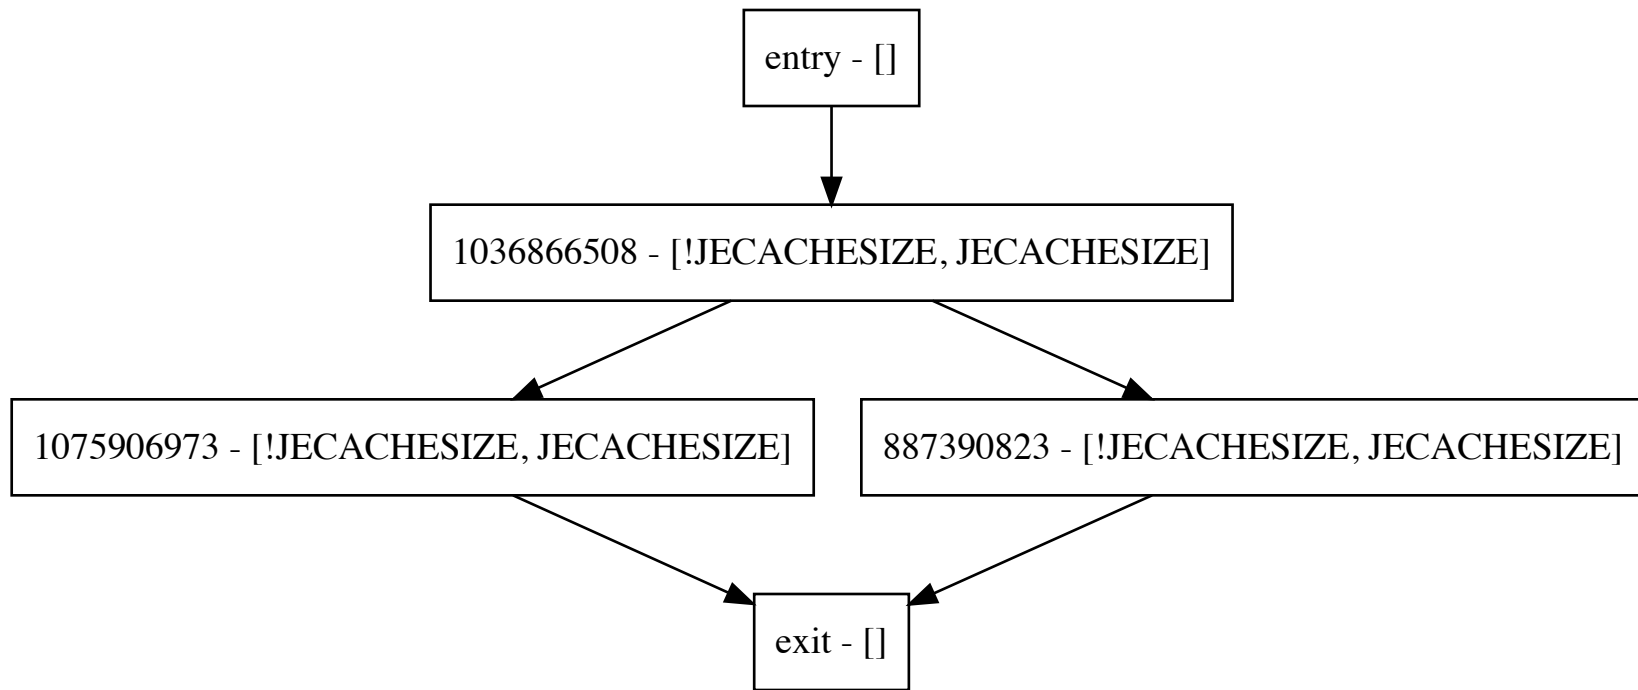 entry - []
1036866508 - [!JECACHESIZE, JECACHESIZE]
1075906973 - [!JECACHESIZE, JECACHESIZE]
887390823 - [!JECACHESIZE, JECACHESIZE]
exit - []